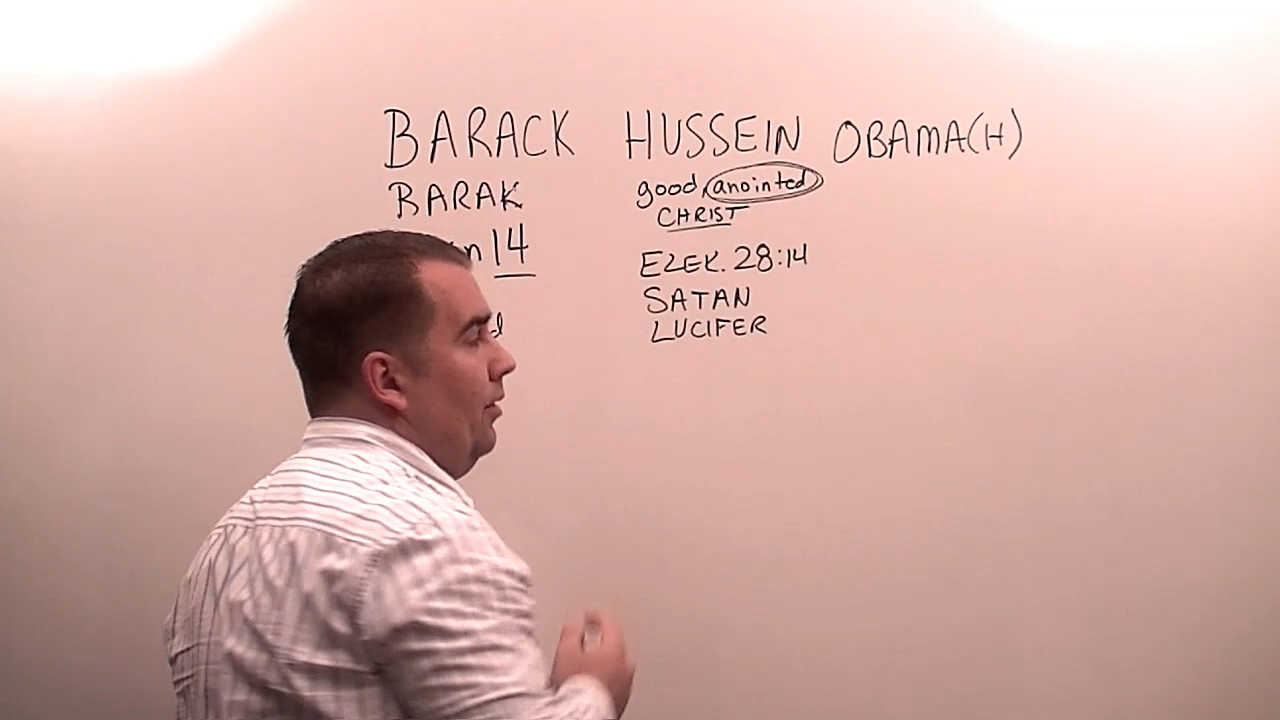 BARACK HUSSEIN OBAMA(H)
BARAK
14
good, anointed
CHRIST
EZEK. 28:14
SATAN
LUCIFER